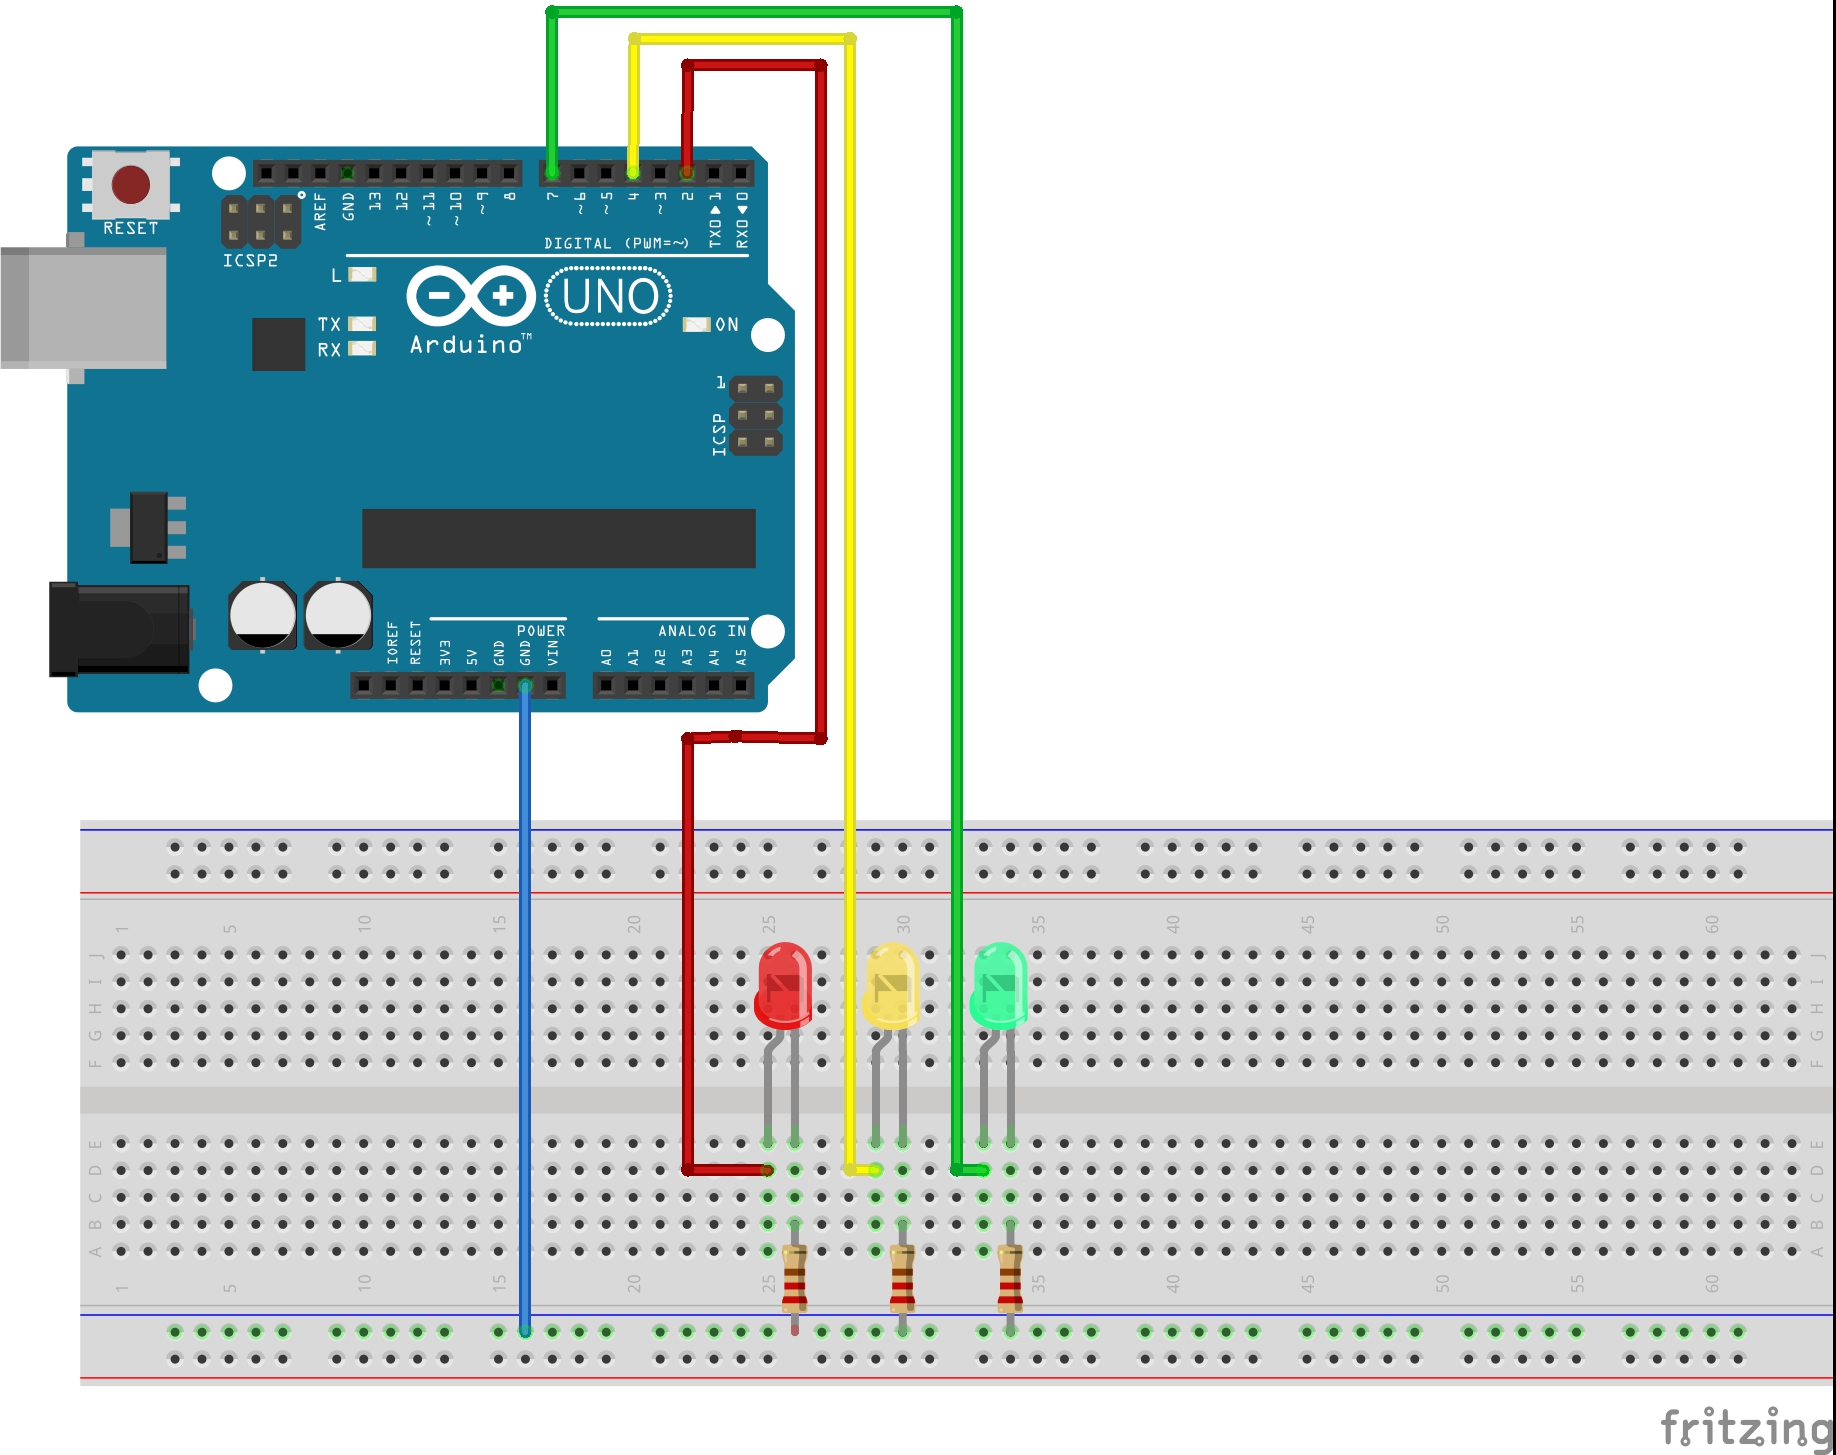 RESET
ICSP2
AREF
GND
13
12
~11
~10
~9
8
7
~6
~5
4
~3
2
TX0▶1
RX0◀0
DIGITAL (PWM=~)
L
TX
RX
UNO
Arduino™
ON
1
ICSP
POWER
ANALOG IN
IOREF
RESET
3V3
5V
GND
GND
VIN
A0
A1
A2
A3
A4
A5
1 5 10 15 20 25 30 35 40 45 50 55 60
J J
I I
H H
G G
F F
E E
D D
C C
B B
A A
1 5 10 15 20 25 30 35 40 45 50 55 60
fritzing